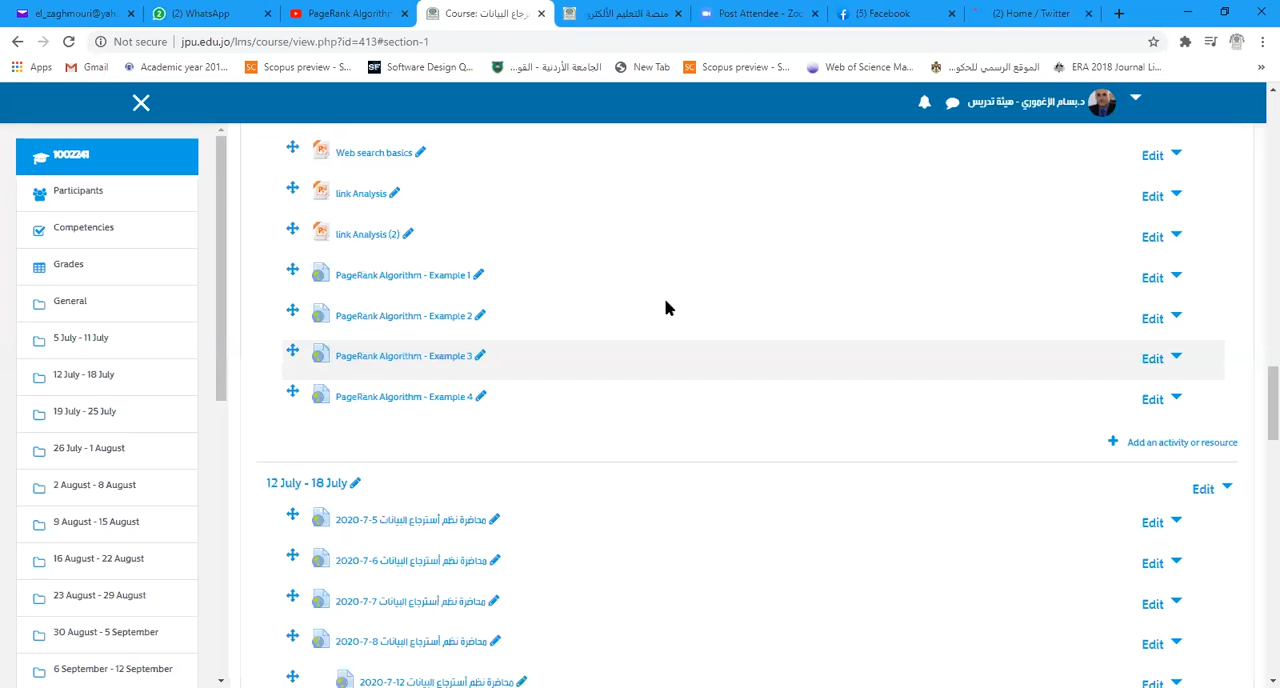 el_zaghmouri@yah
(2) WhatsApp
PageRank Algorithm
Course: نظم أسترجاع البيانات
منصة التعليم الألكترو
Post Attendee - Zoo
(5) Facebook
(2) Home / Twitter
Not secure
jpu.edu.jo/lms/course/view.php?id=413#section-1
Apps
Gmail
Academic year 201...
Scopus preview - S...
Software Design Q...
الجامعة الأردنية - القو...
New Tab
Scopus preview - S...
Web of Science Ma...
الموقع الرسمي للحكو...
ERA 2018 Journal Li...
»
د.بسام الزغموري - هيئة تدريس
1002241
Participants
Competencies
Grades
General
5 July - 11 July
12 July - 18 July
19 July - 25 July
26 July - 1 August
2 August - 8 August
9 August - 15 August
16 August - 22 August
23 August - 29 August
30 August - 5 September
6 September - 12 September
Web search basics
Edit
link Analysis
Edit
link Analysis (2)
Edit
PageRank Algorithm - Example 1
Edit
PageRank Algorithm - Example 2
Edit
PageRank Algorithm - Example 3
Edit
PageRank Algorithm - Example 4
Edit
Add an activity or resource
12 July - 18 July
Edit
محاضرة نظم أسترجاع البيانات 5-7-2020
Edit
محاضرة نظم أسترجاع البيانات 6-7-2020
Edit
محاضرة نظم أسترجاع البيانات 7-7-2020
Edit
محاضرة نظم أسترجاع البيانات 8-7-2020
Edit
محاضرة نظم أسترجاع البيانات 12-7-2020
Edit